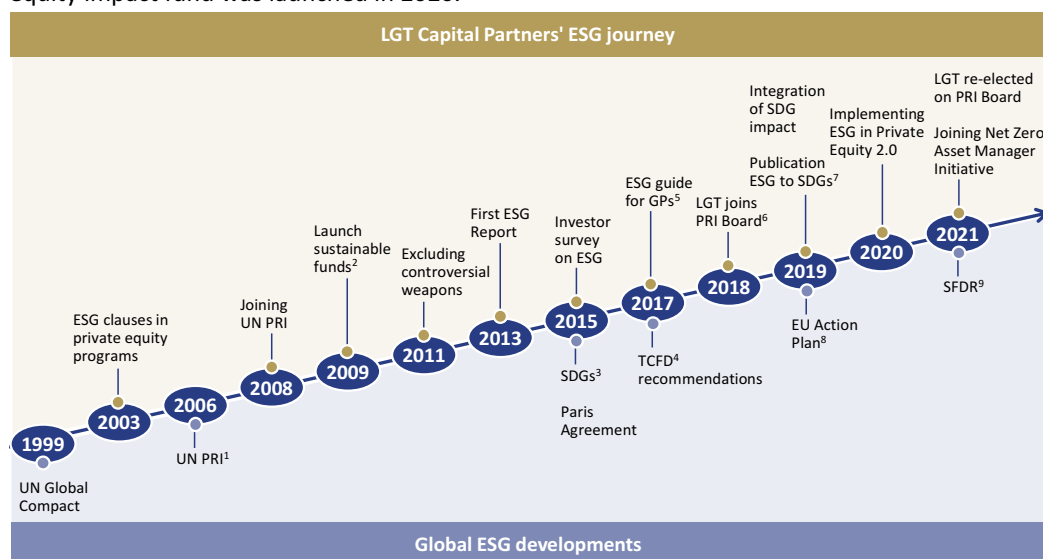 equity impact fund was launched in 2020.
LGT Capital Partners' ESG journey
ESG clauses in
private equity
programs
Joining
UN PRI
Launch
sustainable
funds²
Excluding
controversial
weapons
First ESG
Report
Investor
survey
on ESG
ESG guide
for GPs⁵
LGT joins
PRI Board⁶
Integration
of SDG
impact
Publication
ESG to SDGs⁷
Implementing
ESG in Private
Equity 2.0
LGT re-elected
on PRI Board
Joining Net Zero
Asset Manager
Initiative
1999
2003
2006
2008
2009
2011
2013
2015
2017
2018
2019
2020
2021
UN Global
Compact
UN PRI¹
SDGs³
Paris
Agreement
TCFD⁴
recommendations
EU Action
Plan⁸
SFDR⁹
Global ESG developments